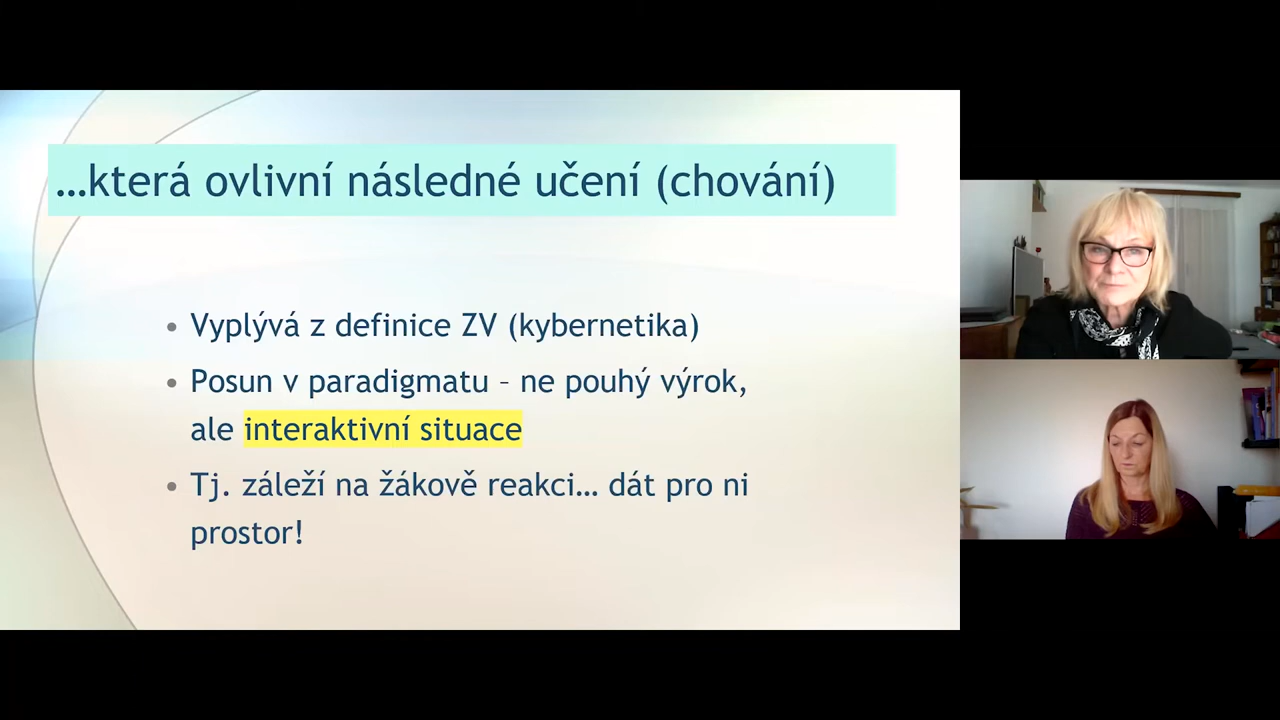 …která ovlivní následné učení (chování)
• Vyplývá z definice ZV (kybernetika)
• Posun v paradigmatu – ne pouhý výrok,
ale interaktivní situace
• Tj. záleží na žákově reakci… dát pro ni
prostor!